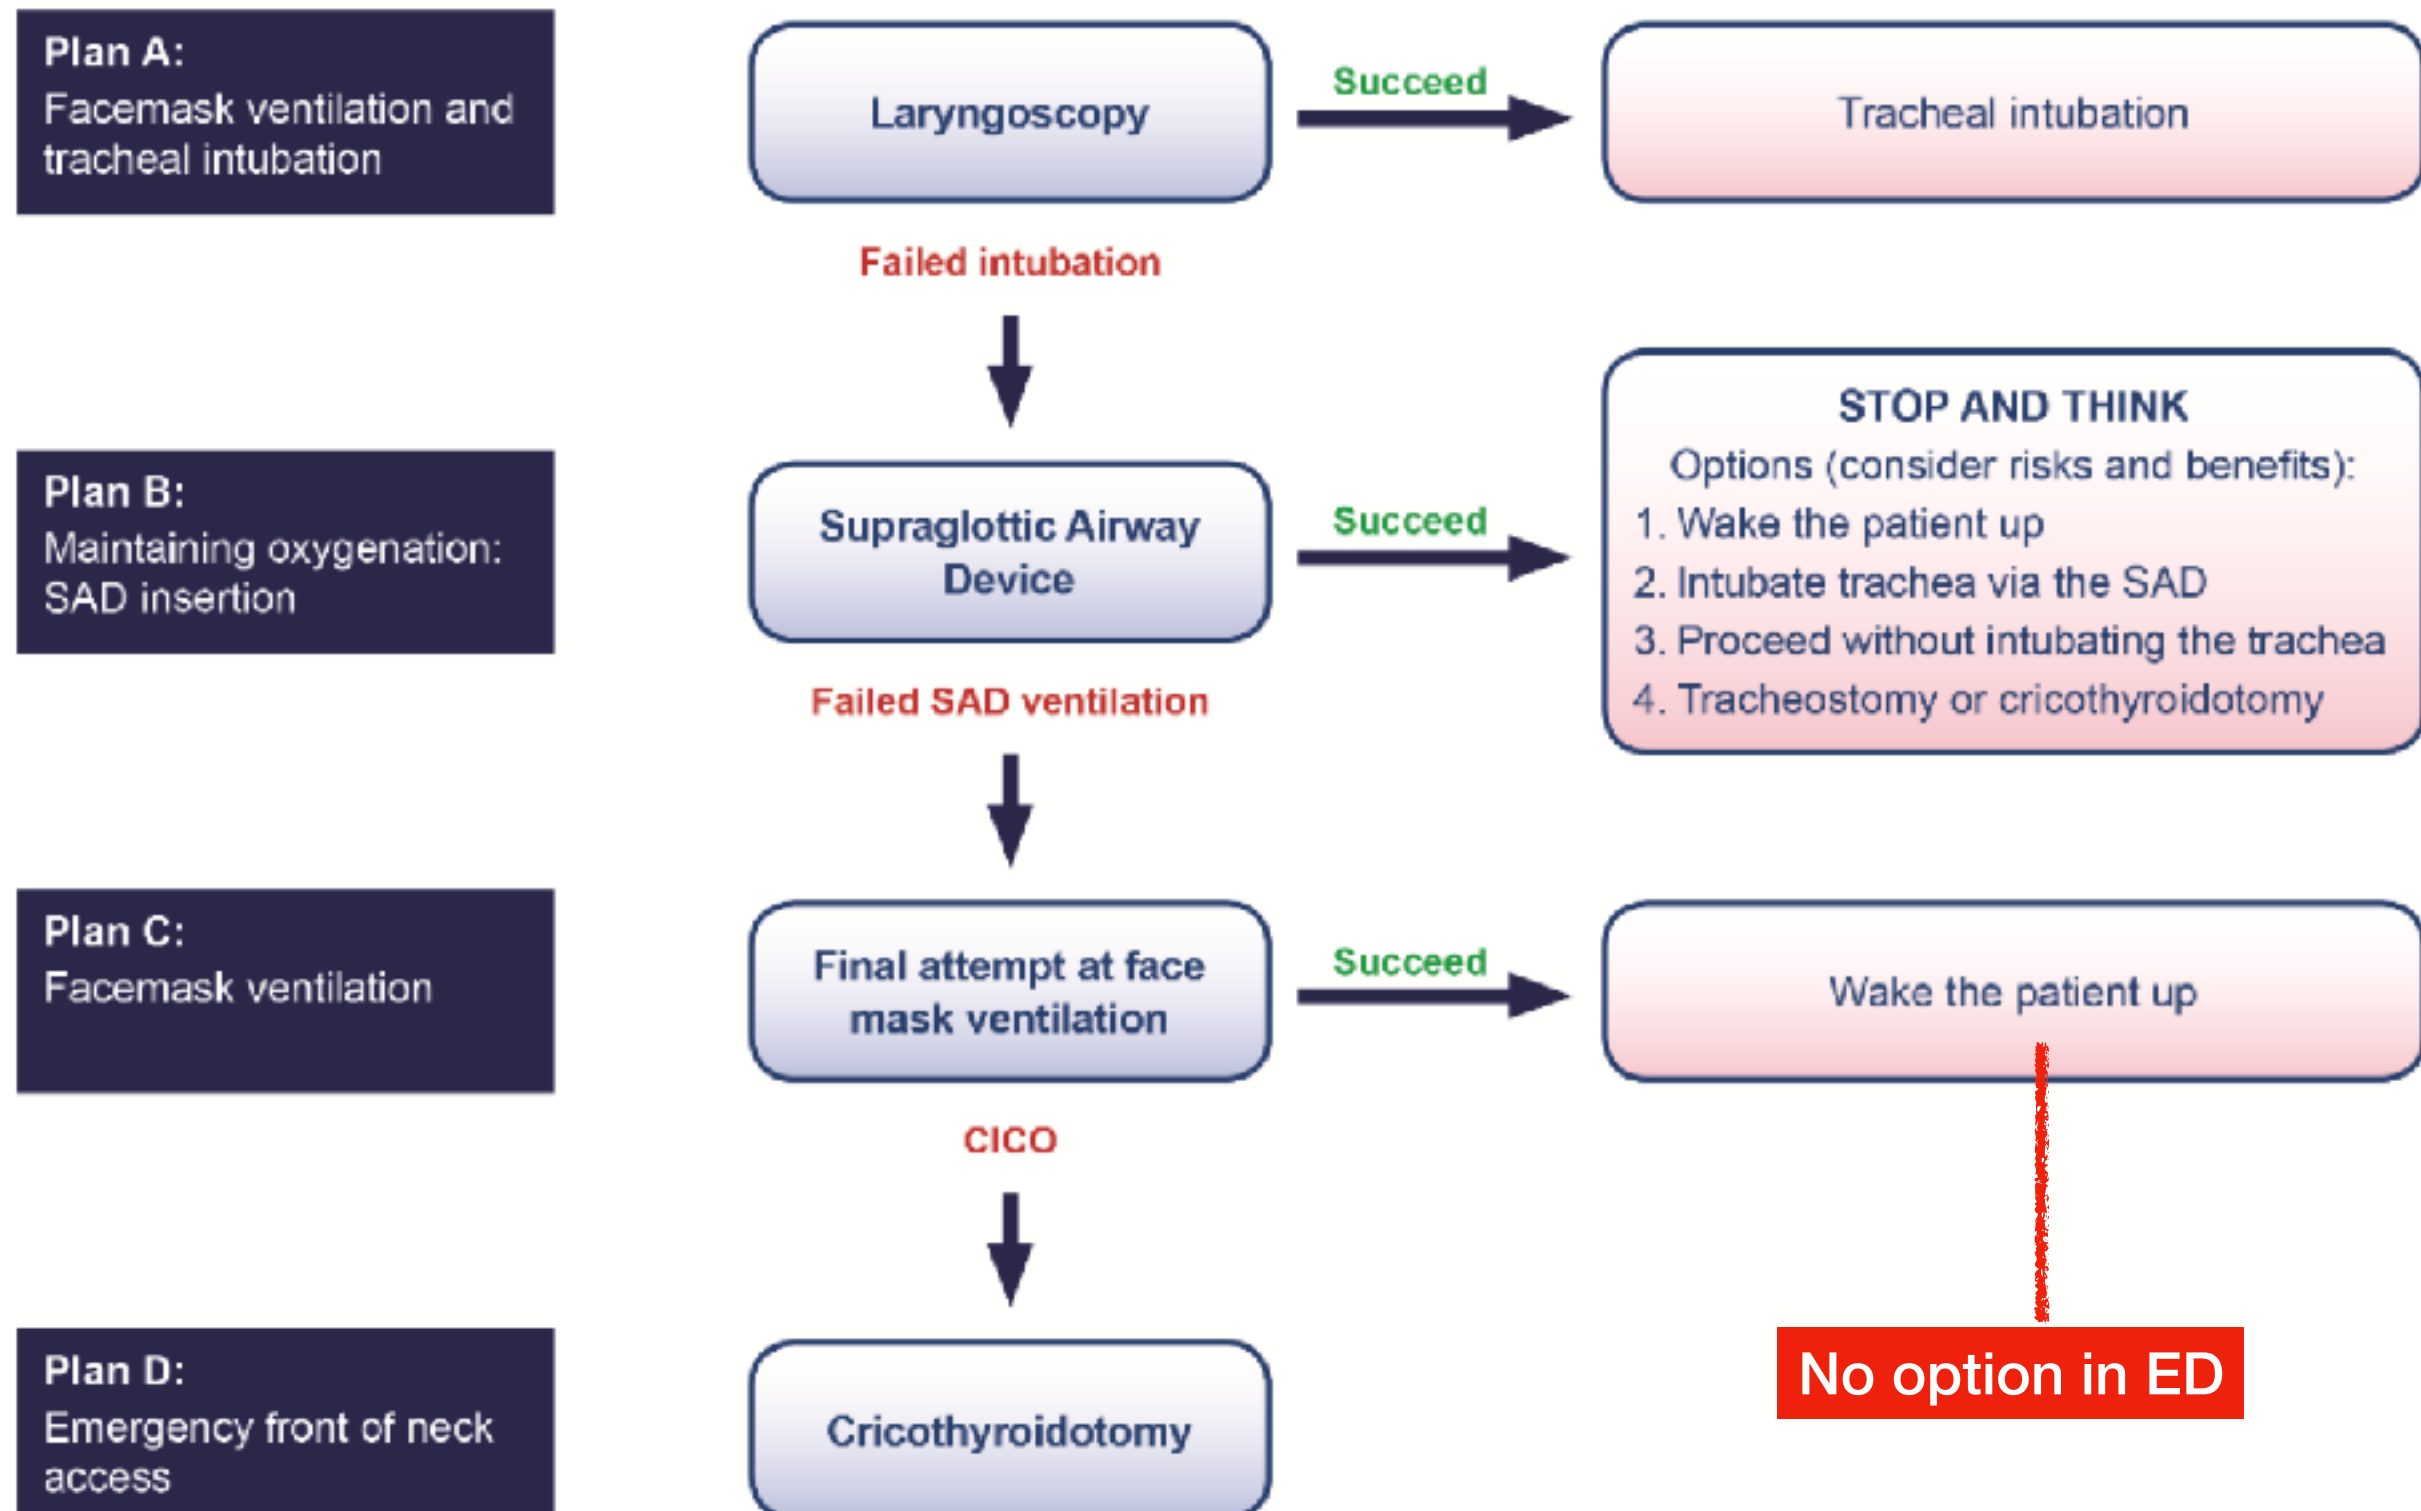 Plan A:
Facemask ventilation and
tracheal intubation
Laryngoscopy
Succeed
Tracheal intubation
Failed intubation
Plan B:
Maintaining oxygenation:
SAD insertion
Supraglottic Airway
Device
Succeed
STOP AND THINK
Options (consider risks and benefits):
1. Wake the patient up
2. Intubate trachea via the SAD
3. Proceed without intubating the trachea
4. Tracheostomy or cricothyroidotomy
Failed SAD ventilation
Plan C:
Facemask ventilation
Final attempt at face
mask ventilation
Succeed
Wake the patient up
CICO
Plan D:
Emergency front of neck
access
Cricothyroidotomy
No option in ED